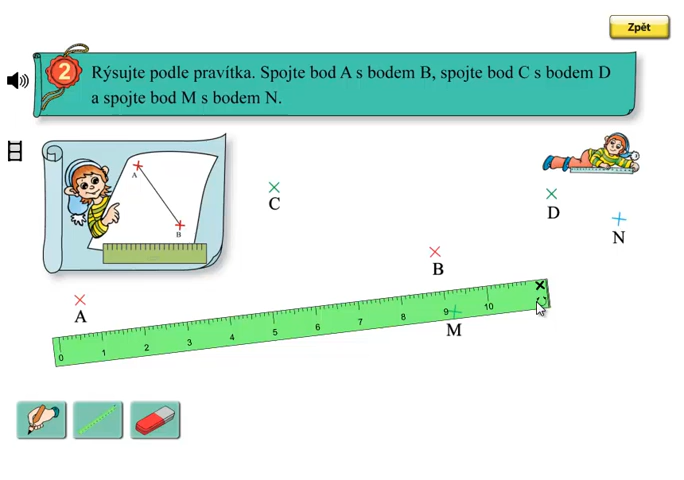 Zpět
2 Rýsujte podle pravítka. Spojte bod A s bodem B, spojte bod C s bodem D
a spojte bod M s bodem N.
A
B
C
D
N
B
A
M
0 1 2 3 4 5 6 7 8 9 10